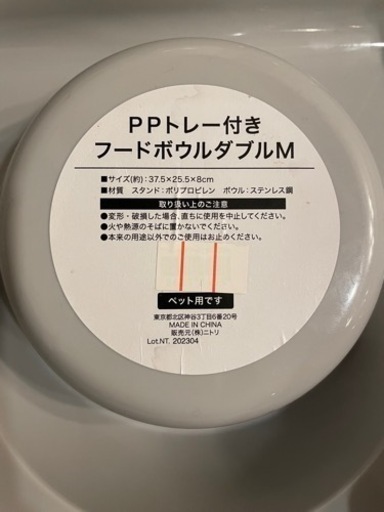 PPトレー付き
フードボウルダブルM
■サイズ(約):37.5×25.5×8cm
■材質 スタンド:ポリプロピレン ボウル:ステンレス鋼
取り扱い上のご注意
●変形・破損した場合、直ちに使用を中止してください。
●火や熱源のそばに置かないでください。
●本来の用途以外でのご使用はお止めください。
ペット用です
東京都北区神谷3丁目6番20号
MADE IN CHINA
販売元(株)ニトリ
Lot.NT. 202304